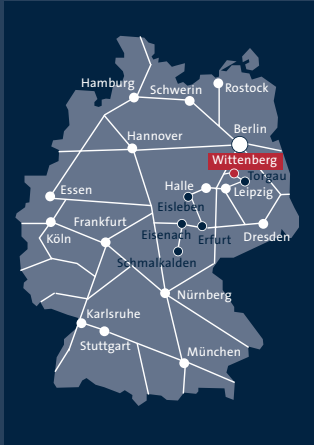 Hamburg
Schwerin
Rostock
Berlin
Hannover
Wittenberg
Torgau
Essen
Halle
Leipzig
Eisleben
Frankfurt
Köln
Eisenach
Erfurt
Dresden
Schmalkalden
Nürnberg
Karlsruhe
Stuttgart
München